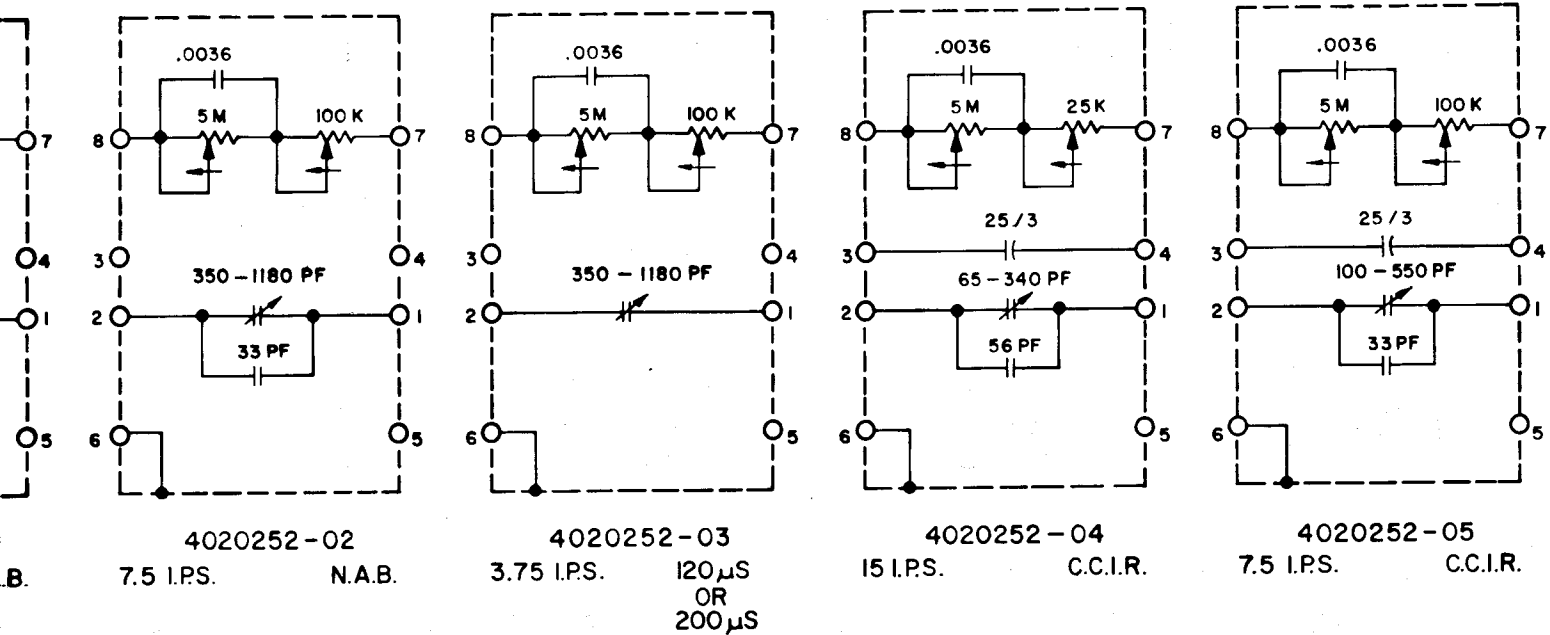 7
4
1
5
.B.
.0036
5 M
100 K
8
7
3
4
350 – 1180 PF
2
1
33 PF
6
5
4020252 – 02
7.5 I.P.S.
N.A.B.
.0036
5 M
100 K
8
7
3
4
350 – 1180 PF
2
1
6
5
4020252 – 03
3.75 I.P.S.
120 µS
OR
200 µS
.0036
5 M
25 K
8
7
25 / 3
3
4
65 – 340 PF
2
1
56 PF
6
5
4020252 – 04
15 I.P.S.
C.C.I.R.
.0036
5 M
100 K
8
7
25 / 3
3
4
100 – 550 PF
2
1
33 PF
6
5
4020252 – 05
7.5 I.P.S.
C.C.I.R.